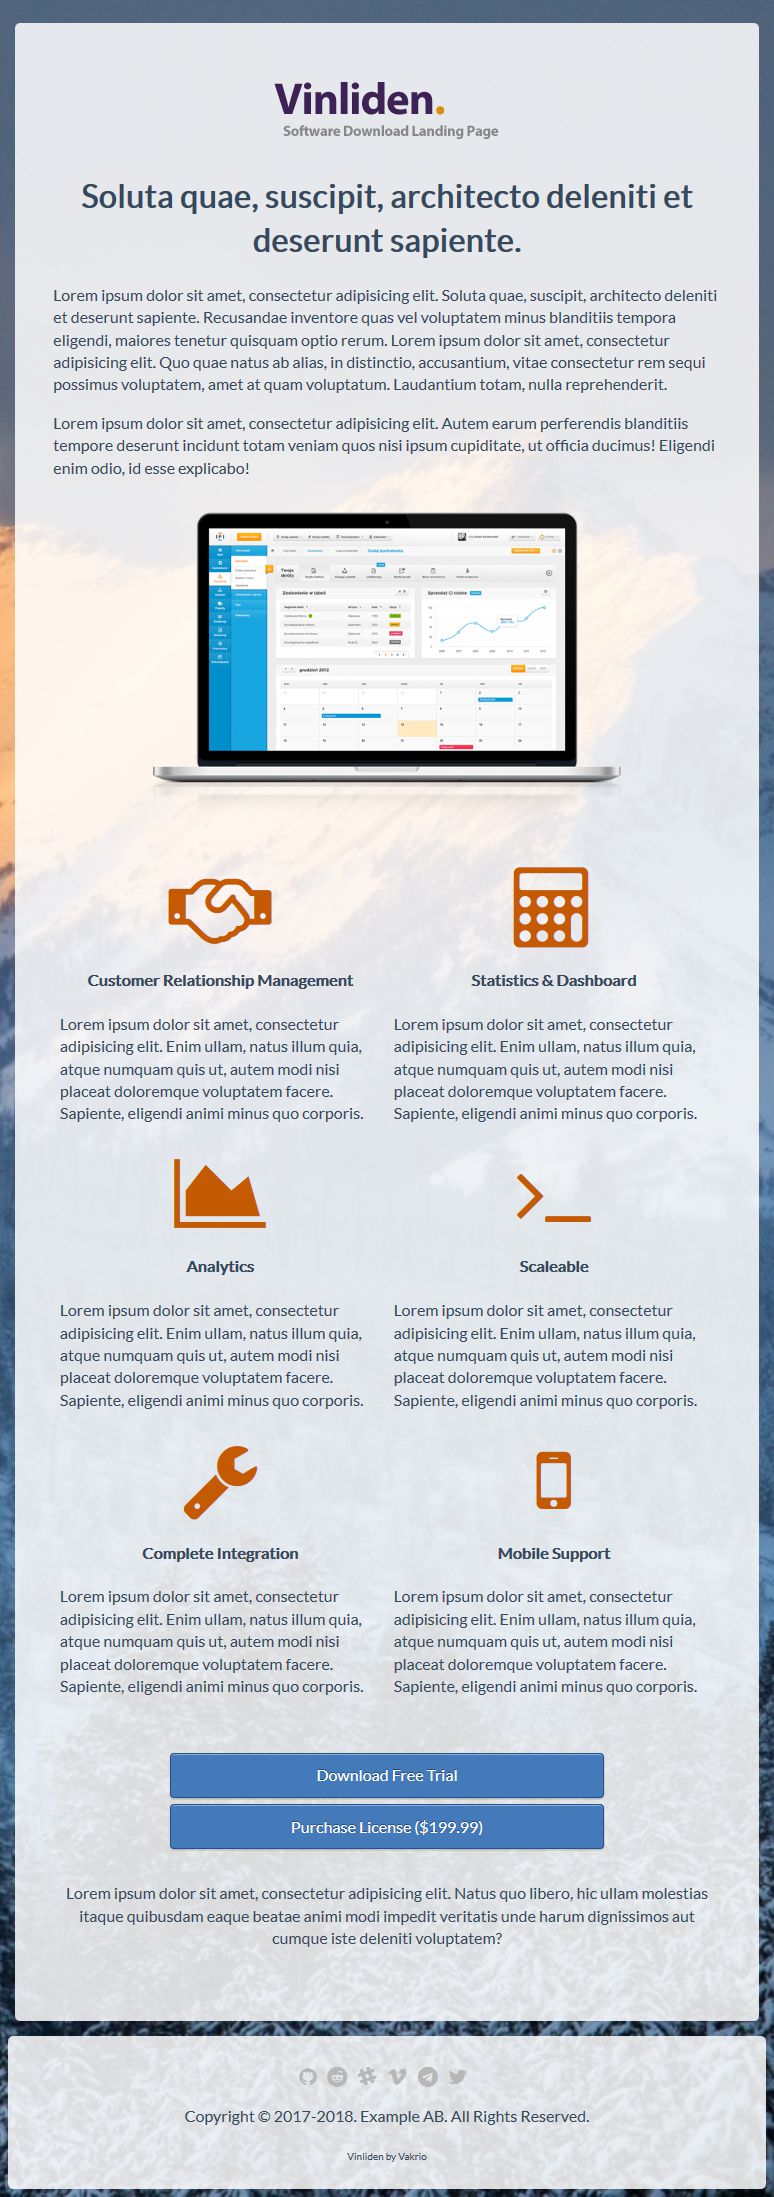 Vinliden.
Software Download Landing Page
Soluta quae, suscipit, architecto deleniti et
deserunt sapiente.
Lorem ipsum dolor sit amet, consectetur adipisicing elit. Soluta quae, suscipit, architecto deleniti
et deserunt sapiente. Recusandae inventore quas vel voluptatem minus blanditiis tempora
eligendi, maiores tenetur quisquam optio rerum. Lorem ipsum dolor sit amet, consectetur
adipisicing elit. Quo quae natus ab alias, in distinctio, accusantium, vitae consectetur rem sequi
possimus voluptatem, amet at quam voluptatum. Laudantium totam, nulla reprehenderit.
Lorem ipsum dolor sit amet, consectetur adipisicing elit. Autem earum perferendis blanditiis
tempore deserunt incidunt totam veniam quos nisi ipsum cupiditate, ut officia ducimus! Eligendi
enim odio, id esse explicabo!
Twoje
skróty
Zestawienie w tabeli
Sprzedaż Ci rośnie
grudzień 2012
Customer Relationship Management
Statistics & Dashboard
Lorem ipsum dolor sit amet, consectetur
adipisicing elit. Enim ullam, natus illum quia,
atque numquam quis ut, autem modi nisi
placeat doloremque voluptatem facere.
Sapiente, eligendi animi minus quo corporis.
Lorem ipsum dolor sit amet, consectetur
adipisicing elit. Enim ullam, natus illum quia,
atque numquam quis ut, autem modi nisi
placeat doloremque voluptatem facere.
Sapiente, eligendi animi minus quo corporis.
Analytics
Scaleable
Lorem ipsum dolor sit amet, consectetur
adipisicing elit. Enim ullam, natus illum quia,
atque numquam quis ut, autem modi nisi
placeat doloremque voluptatem facere.
Sapiente, eligendi animi minus quo corporis.
Lorem ipsum dolor sit amet, consectetur
adipisicing elit. Enim ullam, natus illum quia,
atque numquam quis ut, autem modi nisi
placeat doloremque voluptatem facere.
Sapiente, eligendi animi minus quo corporis.
Complete Integration
Mobile Support
Lorem ipsum dolor sit amet, consectetur
adipisicing elit. Enim ullam, natus illum quia,
atque numquam quis ut, autem modi nisi
placeat doloremque voluptatem facere.
Sapiente, eligendi animi minus quo corporis.
Lorem ipsum dolor sit amet, consectetur
adipisicing elit. Enim ullam, natus illum quia,
atque numquam quis ut, autem modi nisi
placeat doloremque voluptatem facere.
Sapiente, eligendi animi minus quo corporis.
Download Free Trial
Purchase License ($199.99)
Lorem ipsum dolor sit amet, consectetur adipisicing elit. Natus quo libero, hic ullam molestias
itaque quibusdam eaque beatae animi modi impedit veritatis unde harum dignissimos aut
cumque iste deleniti voluptatem?
Copyright © 2017-2018. Example AB. All Rights Reserved.
Vinliden by Vakrio